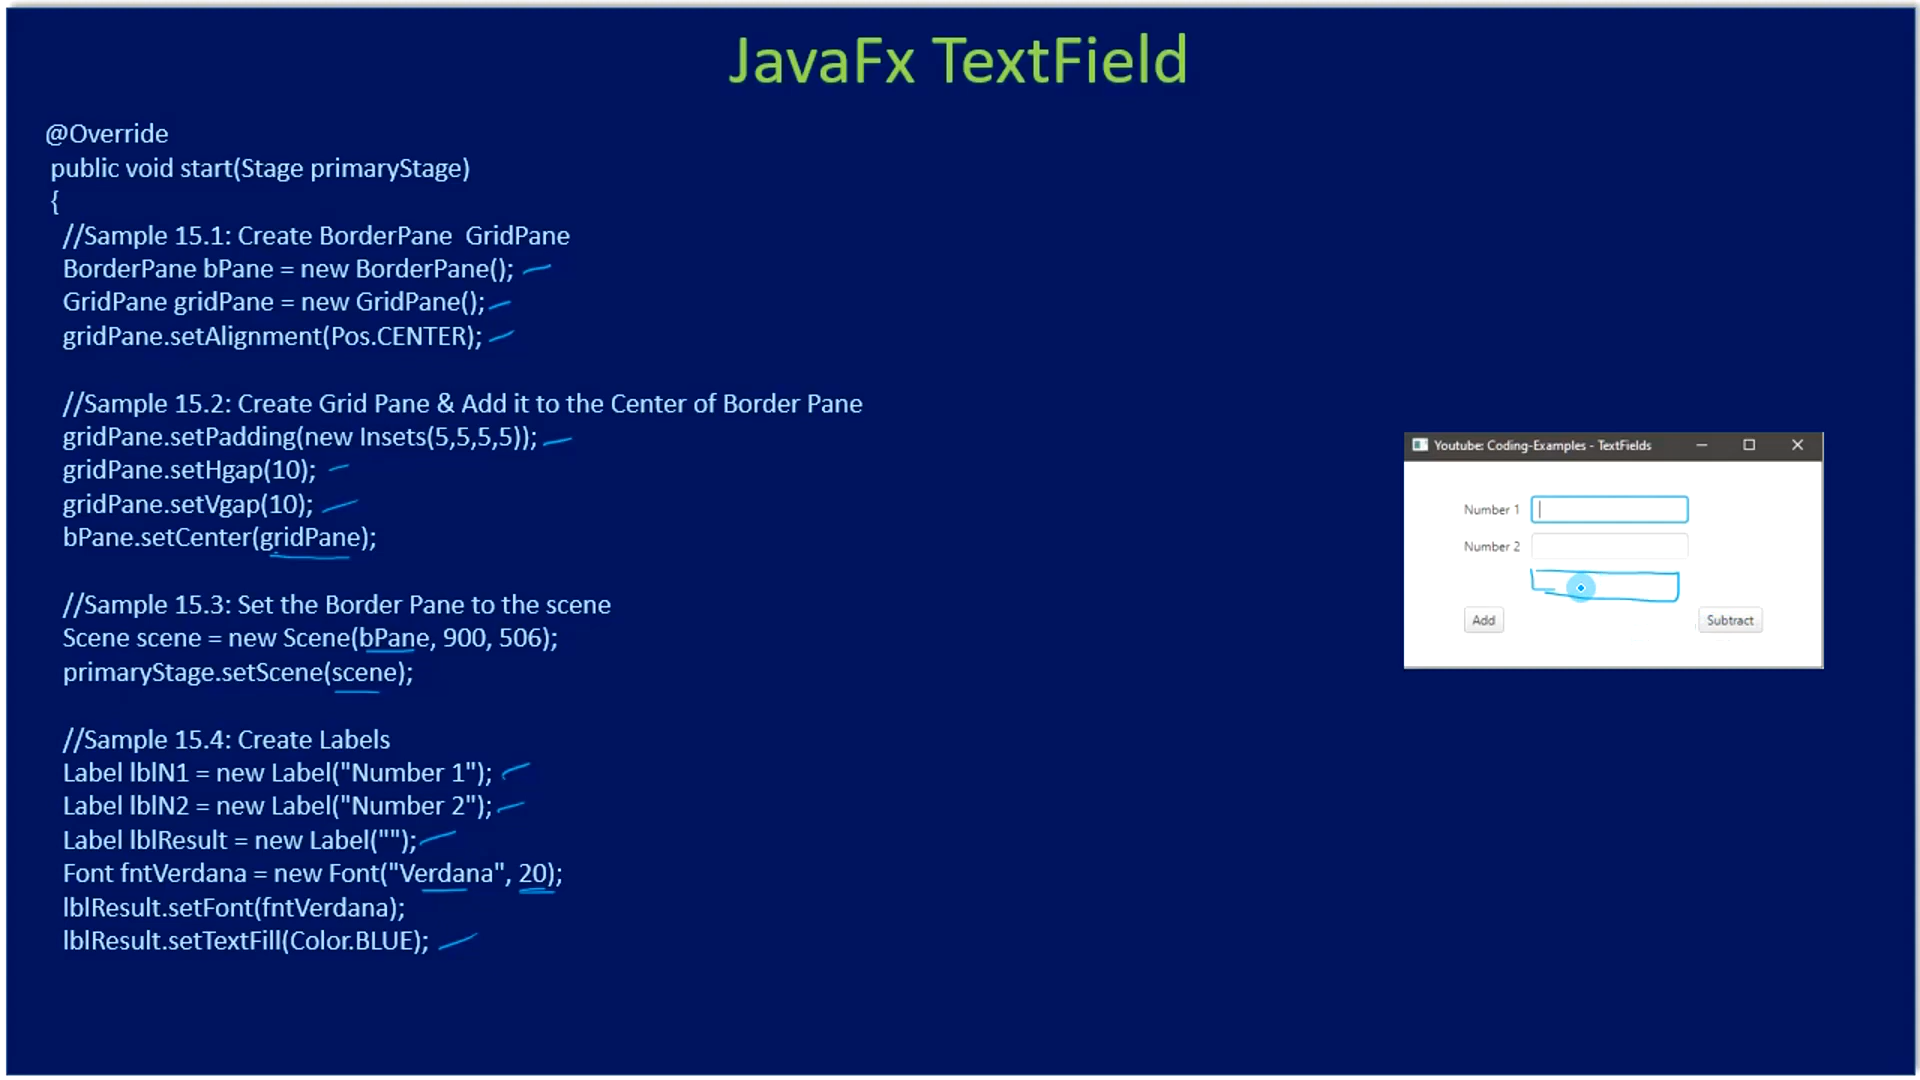 JavaFx TextField
@Override
public void start(Stage primaryStage)
{
//Sample 15.1: Create BorderPane  GridPane
BorderPane bPane = new BorderPane();
GridPane gridPane = new GridPane();
gridPane.setAlignment(Pos.CENTER);
//Sample 15.2: Create Grid Pane & Add it to the Center of Border Pane
gridPane.setPadding(new Insets(5,5,5,5));
gridPane.setHgap(10);
gridPane.setVgap(10);
bPane.setCenter(gridPane);
//Sample 15.3: Set the Border Pane to the scene
Scene scene = new Scene(bPane, 900, 506);
primaryStage.setScene(scene);
//Sample 15.4: Create Labels
Label lblN1 = new Label("Number 1");
Label lblN2 = new Label("Number 2");
Label lblResult = new Label("");
Font fntVerdana = new Font("Verdana", 20);
lblResult.setFont(fntVerdana);
lblResult.setTextFill(Color.BLUE);
Youtube: Coding-Examples - TextFields
Number 1
Number 2
Add Subtract